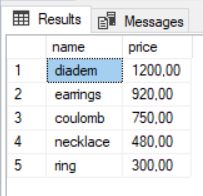 Results Messages
name price
1 diadem 1200,00
2 earrings 920,00
3 coulomb 750,00
4 necklace 480,00
5 ring 300,00